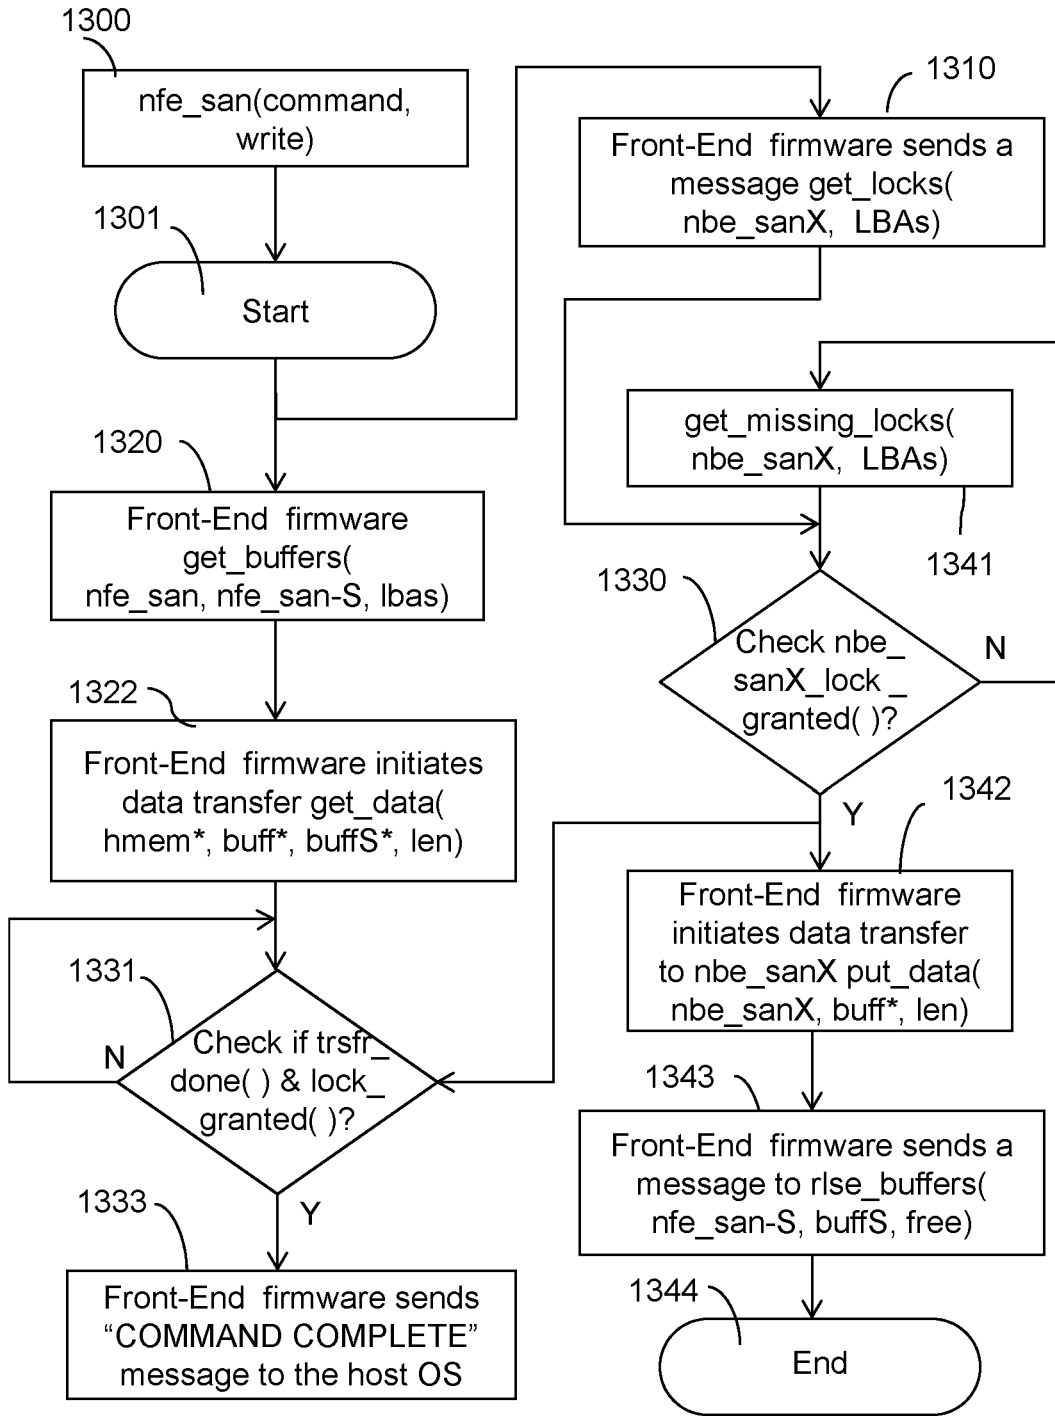 1300
nfe_san(command,
write)
1301
Start
1320
Front-End firmware
get_buffers(
nfe_san, nfe_san-S, lbas)
1322
Front-End firmware initiates
data transfer get_data(
hmem*, buff*, buffS*, len)
1331
Check if trsfr_
done( ) & lock_
granted( )?
N
Y
1333
Front-End firmware sends
“COMMAND COMPLETE”
message to the host OS
1310
Front-End firmware sends a
message get_locks(
nbe_sanX, LBAs)
get_missing_locks(
nbe_sanX, LBAs)
1341
1330
Check nbe_
sanX_lock_
granted( )?
N
Y
1342
Front-End firmware
initiates data transfer
to nbe_sanX put_data(
nbe_sanX, buff*, len)
1343
Front-End firmware sends a
message to rlse_buffers(
nfe_san-S, buffS, free)
1344
End